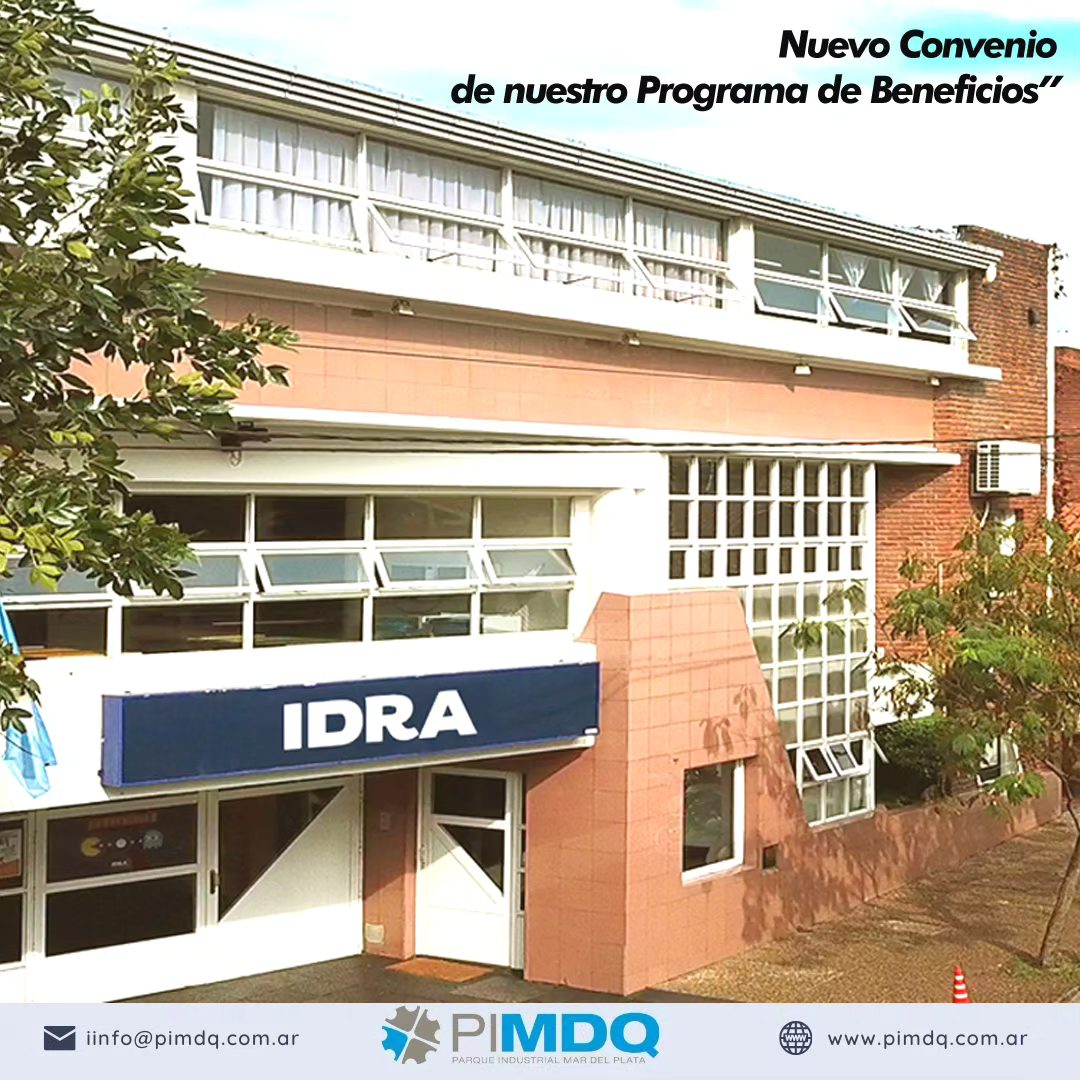 Nuevo Convenio
de nuestro Programa de Beneficios”
IDRA
iinfo@pimdq.com.ar
PIMDQ
PARQUE INDUSTRIAL MAR DEL PLATA
www.pimdq.com.ar